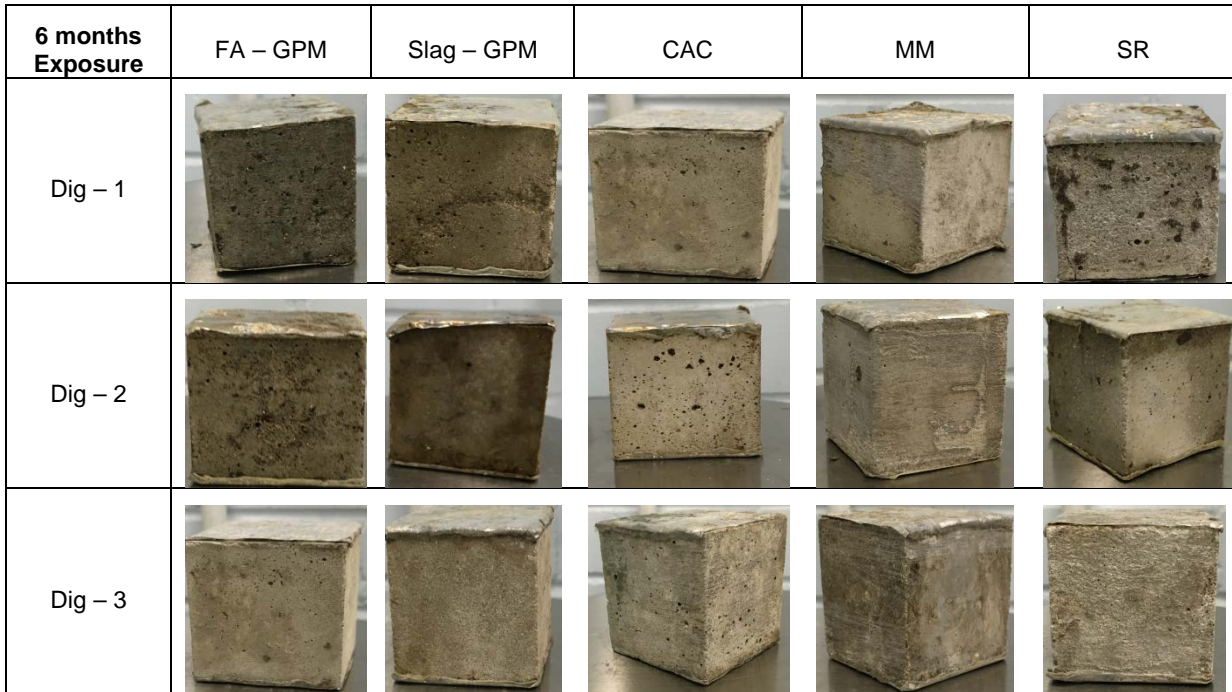 6 months
Exposure
FA – GPM
Slag – GPM
CAC
MM
SR
Dig – 1
Dig – 2
Dig – 3